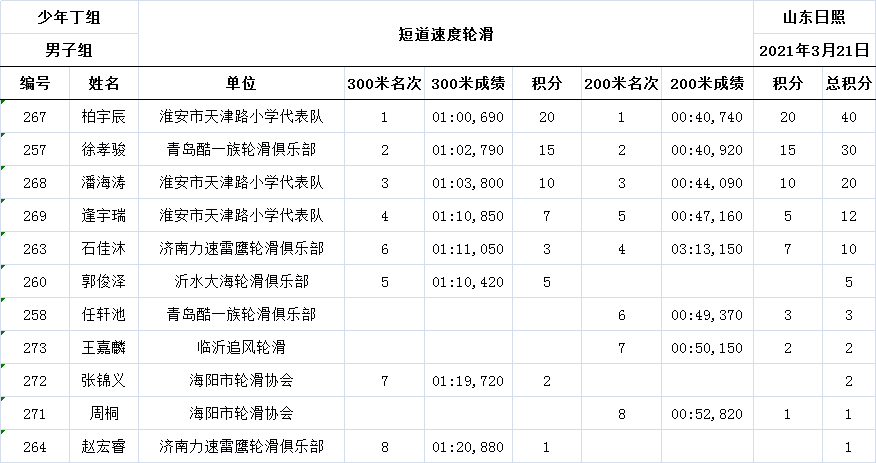 少年丁组 短道速度轮滑 山东日照
男子组 2021年3月21日
编号 姓名 单位 300米名次 300米成绩 积分 200米名次 200米成绩 积分 总积分
267 柏宇辰 淮安市天津路小学代表队 1 01:00,690 20 1 00:40,740 20 40
257 徐孝骏 青岛酷一族轮滑俱乐部 2 01:02,790 15 2 00:40,920 15 30
268 潘海涛 淮安市天津路小学代表队 3 01:03,800 10 3 00:44,090 10 20
269 逄宇瑞 淮安市天津路小学代表队 4 01:10,850 7 5 00:47,160 5 12
263 石佳沐 济南力速雷鹰轮滑俱乐部 6 01:11,050 3 4 03:13,150 7 10
260 郭俊泽 沂水大海轮滑俱乐部 5 01:10,420 5 5
258 任轩池 青岛酷一族轮滑俱乐部 6 00:49,370 3 3
273 王嘉麟 临沂追风轮滑 7 00:50,150 2 2
272 张锦义 海阳市轮滑协会 7 01:19,720 2 2
271 周桐 海阳市轮滑协会 8 00:52,820 1 1
264 赵宏睿 济南力速雷鹰轮滑俱乐部 8 01:20,880 1 1